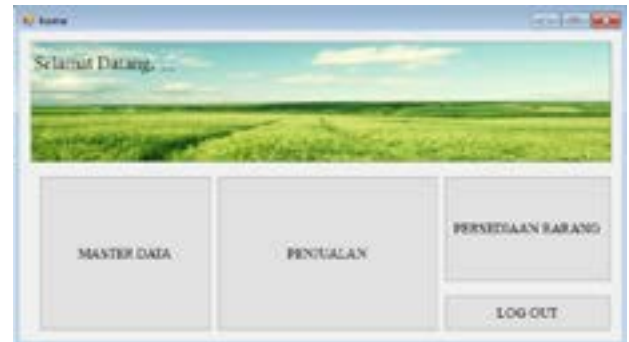 home
Selamat Datang, ...
MASTER DATA
PENJUALAN
PERSEDIAAN BARANG
LOG OUT